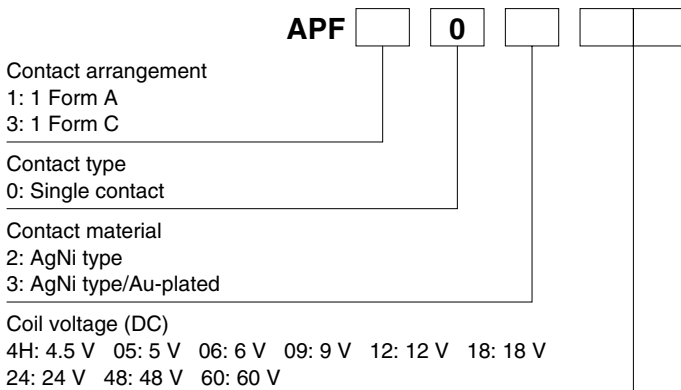 APF 0
Contact arrangement
1: 1 Form A
3: 1 Form C
Contact type
0: Single contact
Contact material
2: AgNi type
3: AgNi type/Au-plated
Coil voltage (DC)
4H: 4.5 V 05: 5 V 06: 6 V 09: 9 V 12: 12 V 18: 18 V
24: 24 V 48: 48 V 60: 60 V